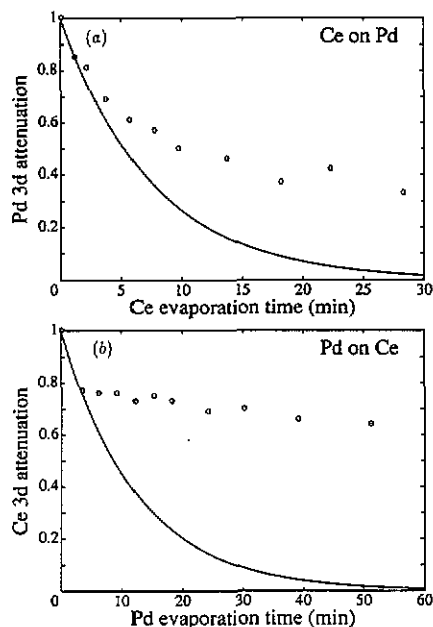 (a) Ce on Pd
1
0.8
0.6
0.4
0.2
Pd 3d attenuation
0 5 10 15 20 25 30
Ce evaporation time (min)
(b) Pd on Ce
1
0.8
0.6
0.4
0.2
Ce 3d attenuation
0 10 20 30 40 50 60
Pd evaporation time (min)